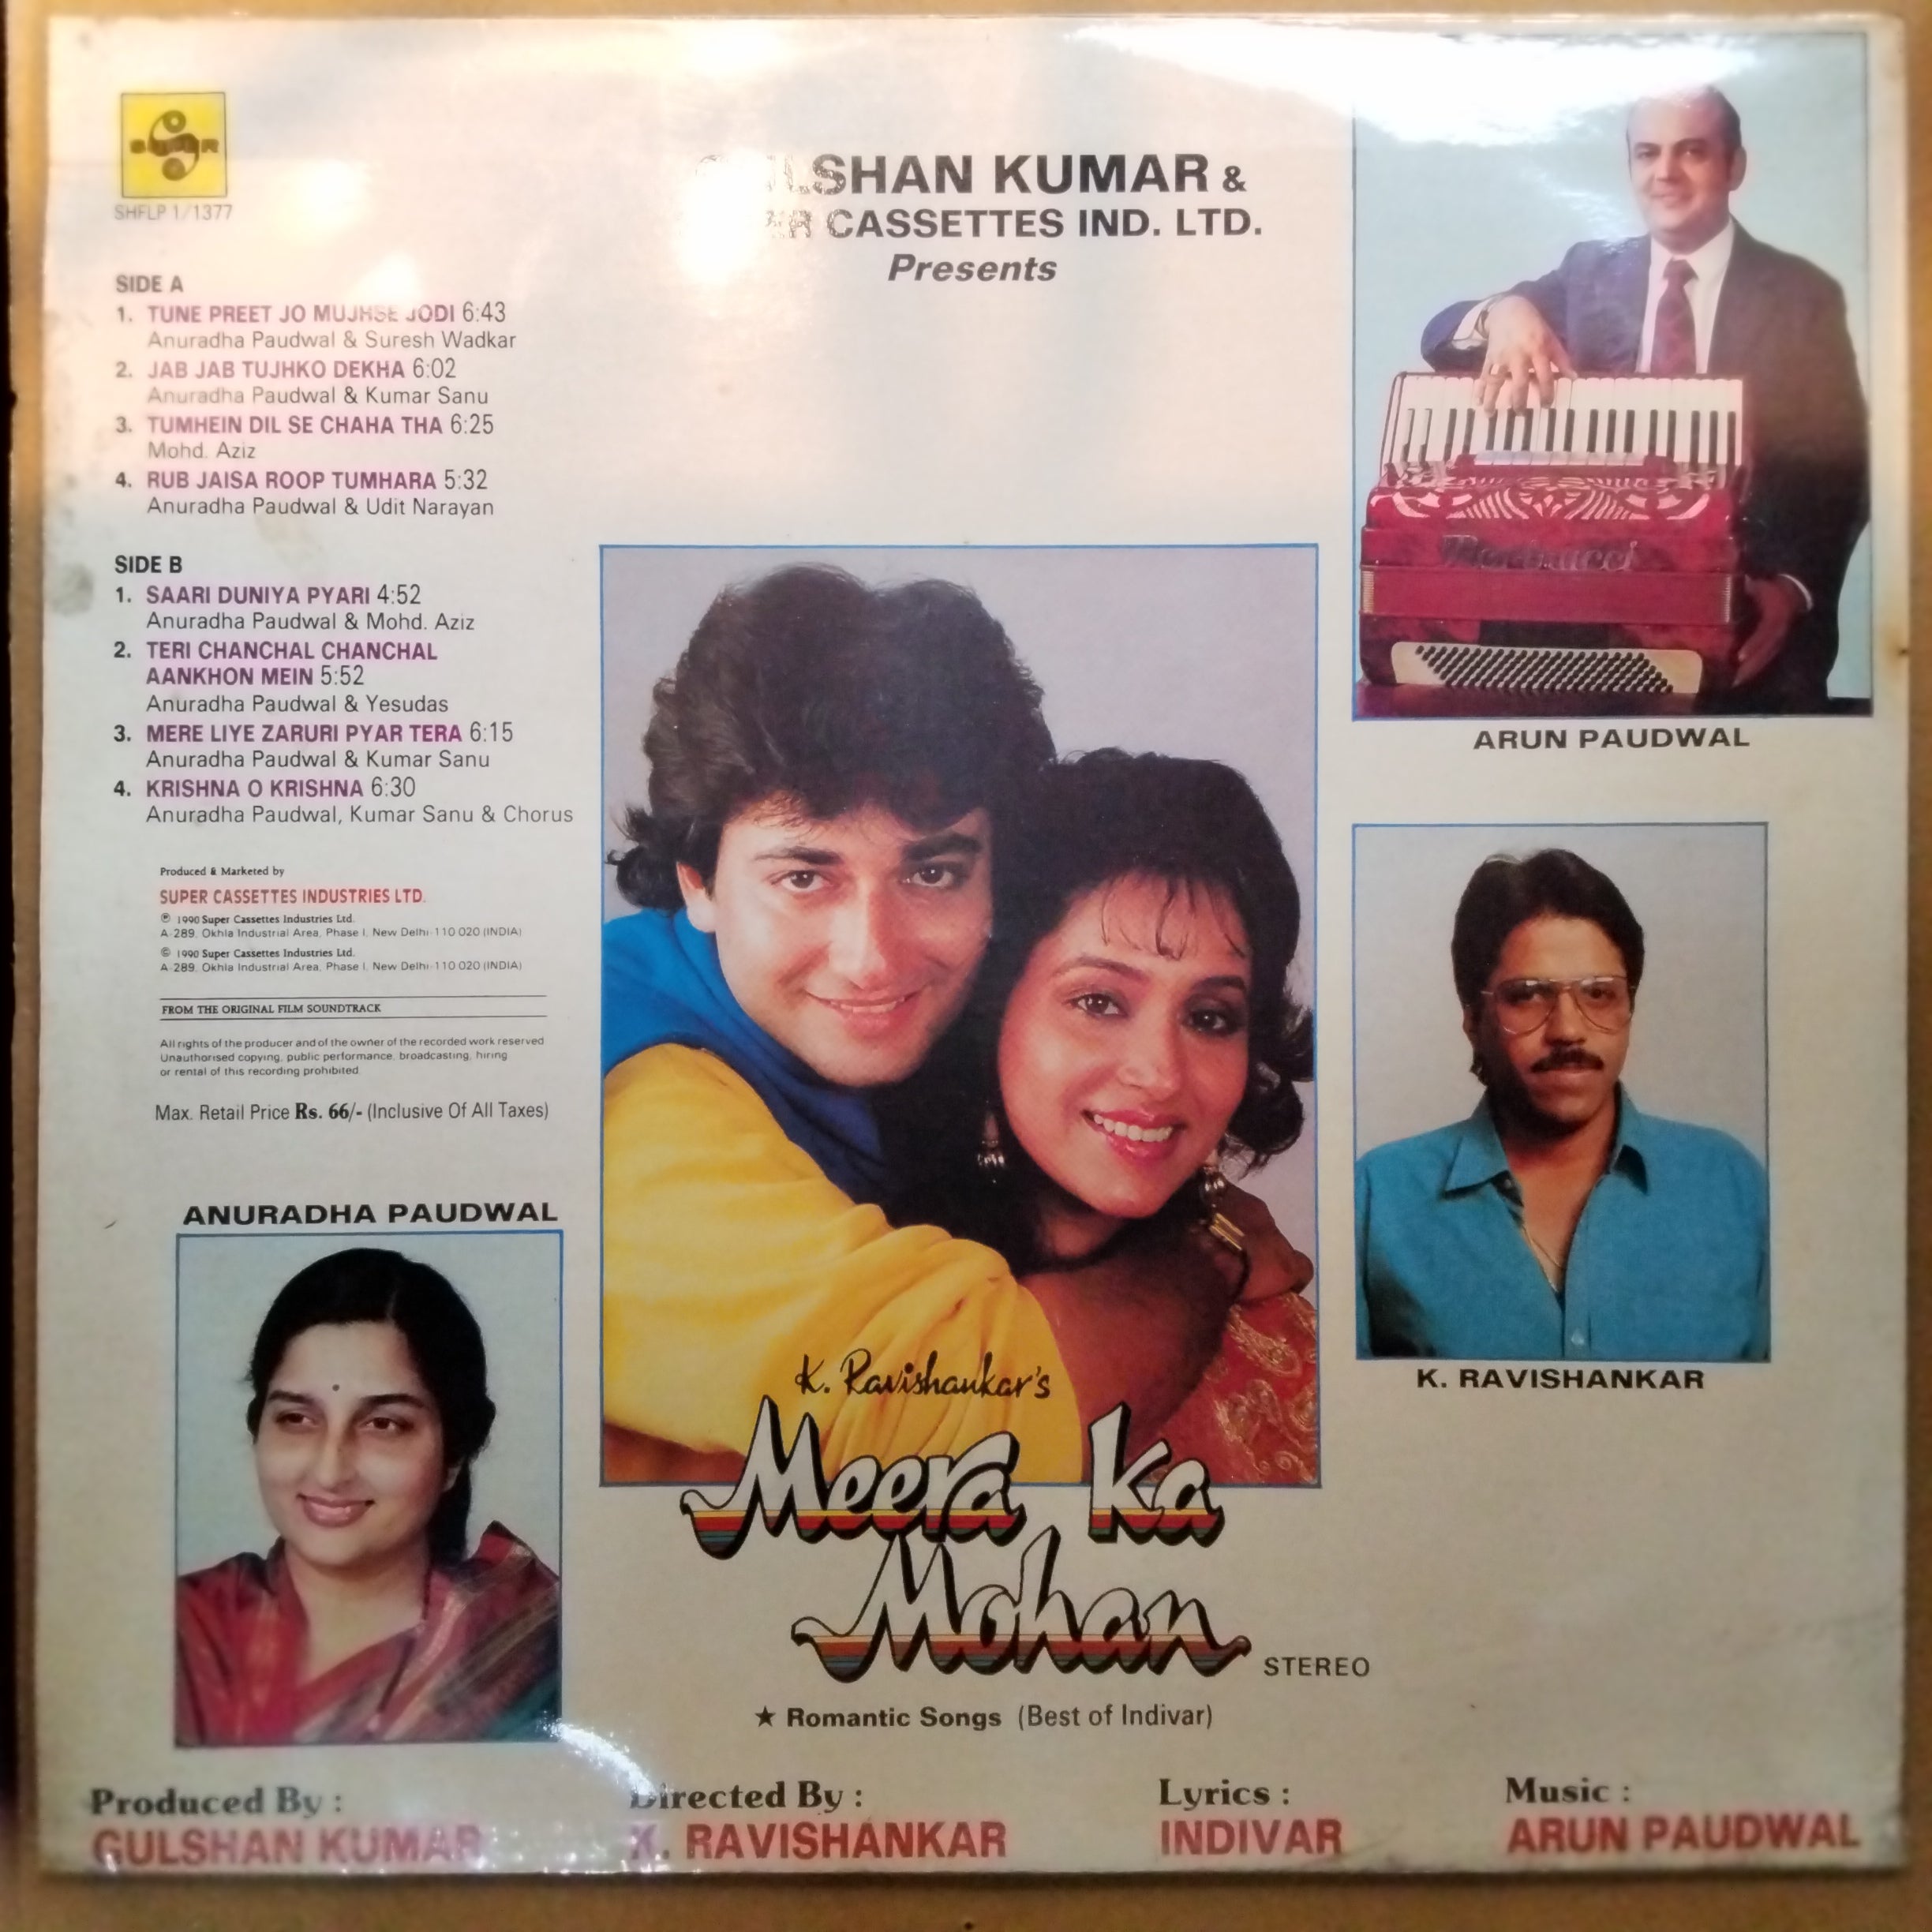 SUPER
SHFLP 1/1377
SIDE A
1. TUNE PREET JO MUJHSE JODI 6:43
Anuradha Paudwal & Suresh Wadkar
2. JAB JAB TUJHKO DEKHA 6:02
Anuradha Paudwal & Kumar Sanu
3. TUMHEIN DIL SE CHAHA THA 6:25
Mohd. Aziz
4. RUB JAISA ROOP TUMHARA 5:32
Anuradha Paudwal & Udit Narayan
SIDE B
1. SAARI DUNIYA PYARI 4:52
Anuradha Paudwal & Mohd. Aziz
2. TERI CHANCHAL CHANCHAL
AANKHON MEIN 5:52
Anuradha Paudwal & Yesudas
3. MERE LIYE ZARURI PYAR TERA 6:15
Anuradha Paudwal & Kumar Sanu
4. KRISHNA O KRISHNA 6:30
Anuradha Paudwal, Kumar Sanu & Chorus
Produced & Marketed by
SUPER CASSETTES INDUSTRIES LTD.
℗ 1990 Super Cassettes Industries Ltd.
A-289, Okhla Industrial Area, Phase I, New Delhi-110 020 (INDIA)
© 1990 Super Cassettes Industries Ltd.
A-289, Okhla Industrial Area, Phase I, New Delhi-110 020 (INDIA)
FROM THE ORIGINAL FILM SOUNDTRACK
All rights of the producer and of the owner of the recorded work reserved
Unauthorised copying, public performance, broadcasting, hiring
or rental of this recording prohibited.
Max. Retail Price Rs. 66/- (Inclusive Of All Taxes)
ANURADHA PAUDWAL
GULSHAN KUMAR &
SUPER CASSETTES IND. LTD.
Presents
ARUN PAUDWAL
K. RAVISHANKAR
K. Ravishankar's
Meera Ka
Mohan
STEREO
★ Romantic Songs (Best of Indivar)
Produced By :
GULSHAN KUMAR
Directed By :
K. RAVISHANKAR
Lyrics :
INDIVAR
Music :
ARUN PAUDWAL